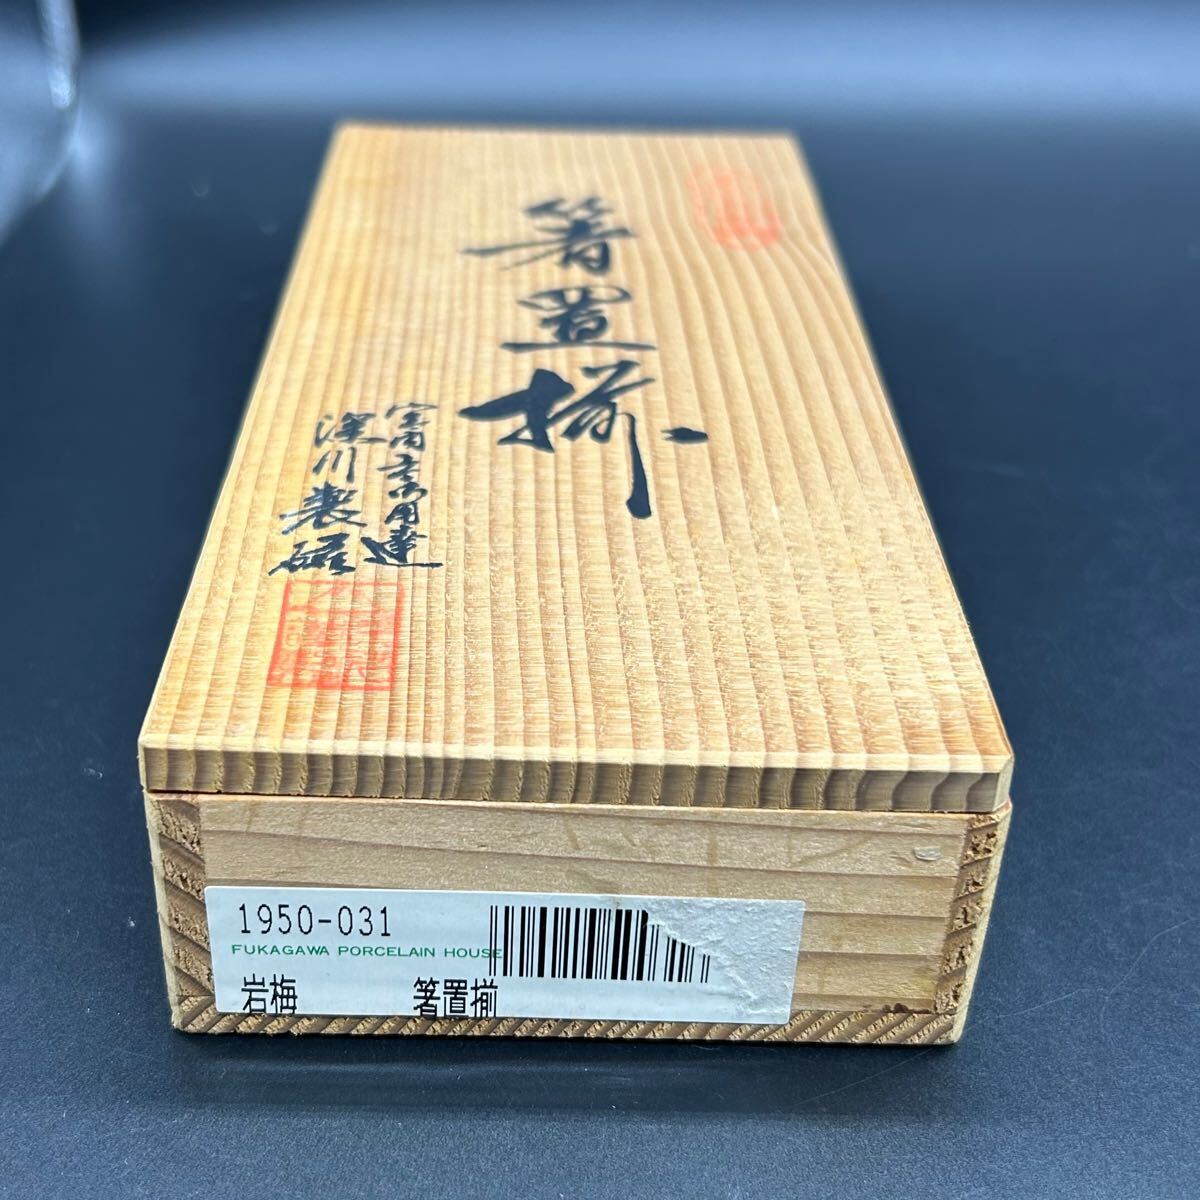 箸置揃
宮内庁御用達
深川製磁
1950-031
FUKAGAWA PORCELAIN HOUSE
岩梅 箸置揃